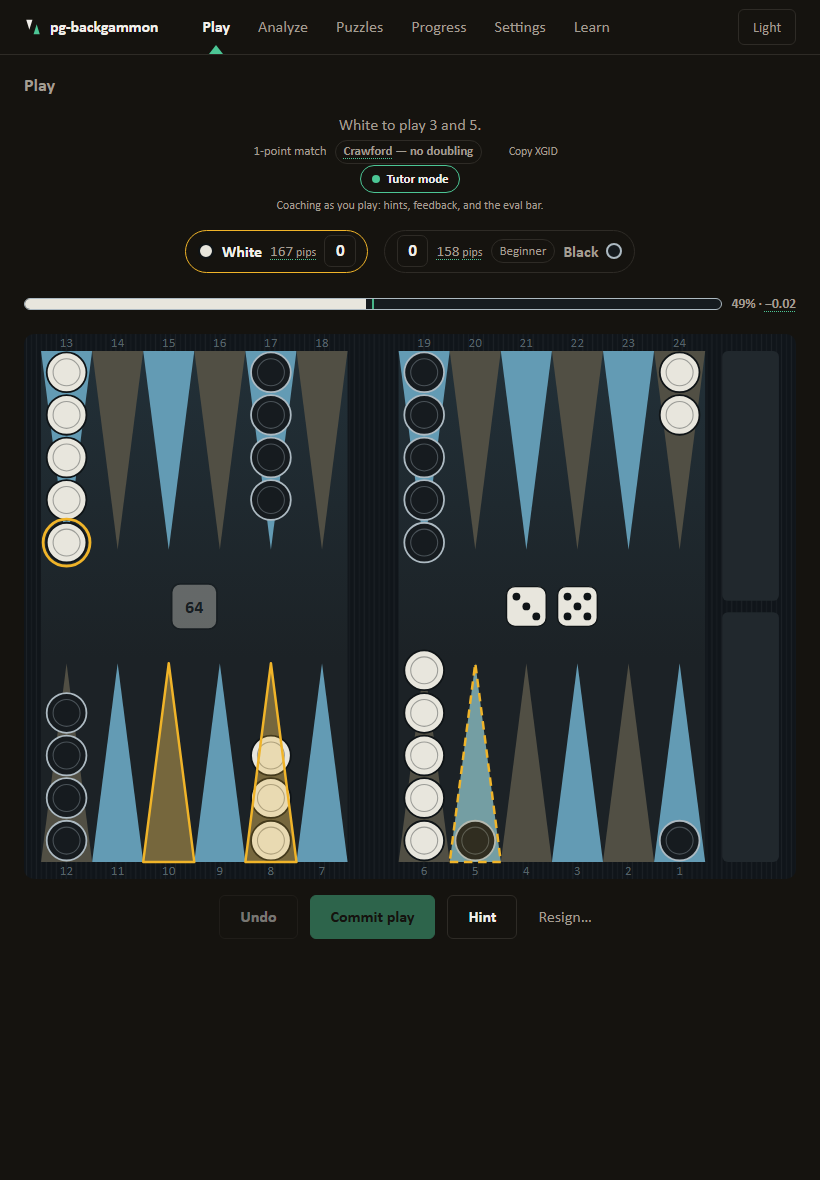 pg-backgammon Play Analyze Puzzles Progress Settings Learn Light
Play
White to play 3 and 5.
1-point match Crawford — no doubling Copy XGID
Tutor mode
Coaching as you play: hints, feedback, and the eval bar.
White 167 pips 0 0 158 pips Beginner Black
49% · −0.02
13 14 15 16 17 18 19 20 21 22 23 24
64
12 11 10 9 8 7 6 5 4 3 2 1
Undo Commit play Hint Resign...